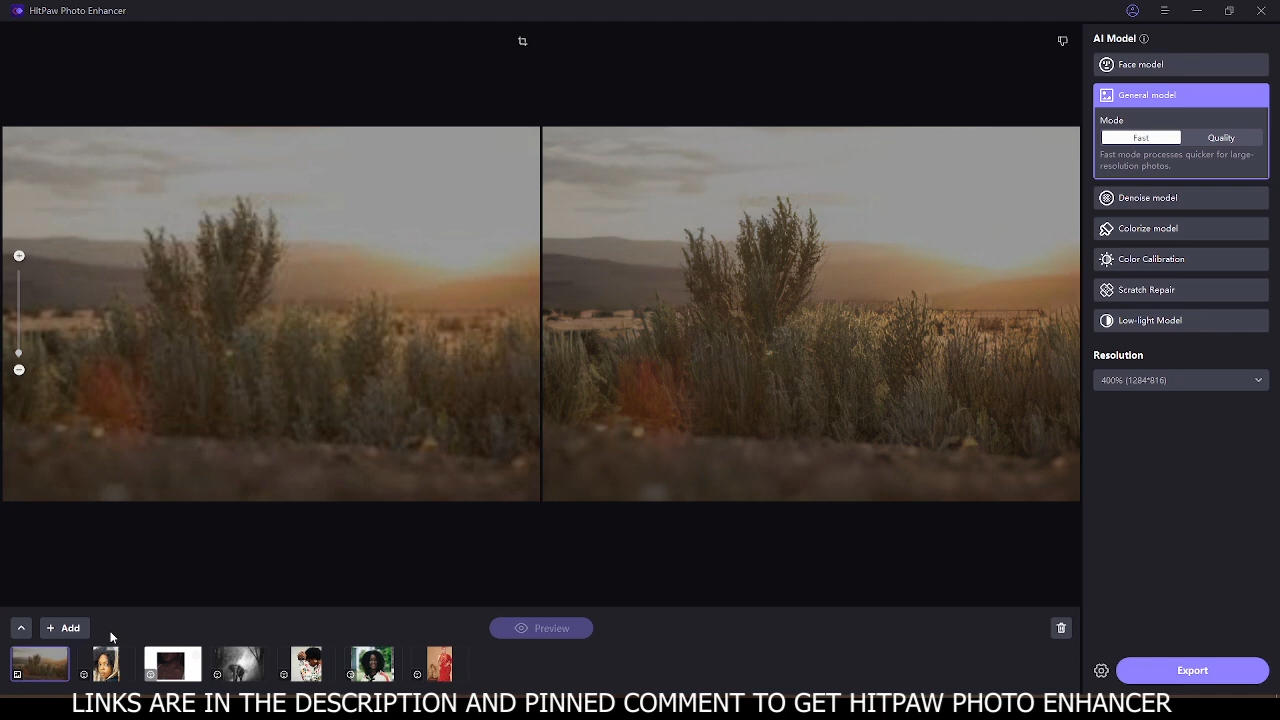 HitPaw Photo Enhancer
AI Model
Face model
General model
Mode
Fast
Quality
Fast mode processes quicker for large-
resolution photos.
Denoise model
Colorize model
Color Calibration
Scratch Repair
Low-light Model
Resolution
400% (1284*816)
+ Add
Preview
Export
LINKS ARE IN THE DESCRIPTION AND PINNED COMMENT TO GET HITPAW PHOTO ENHANCER